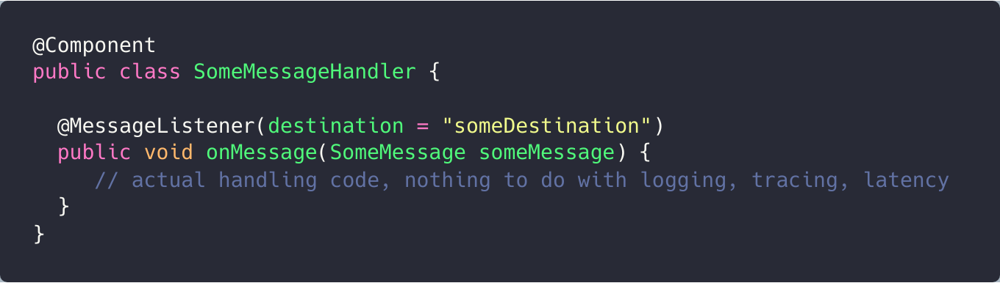 @Component
public class SomeMessageHandler {
@MessageListener(destination = "someDestination")
public void onMessage(SomeMessage someMessage) {
// actual handling code, nothing to do with logging, tracing, latency
}
}